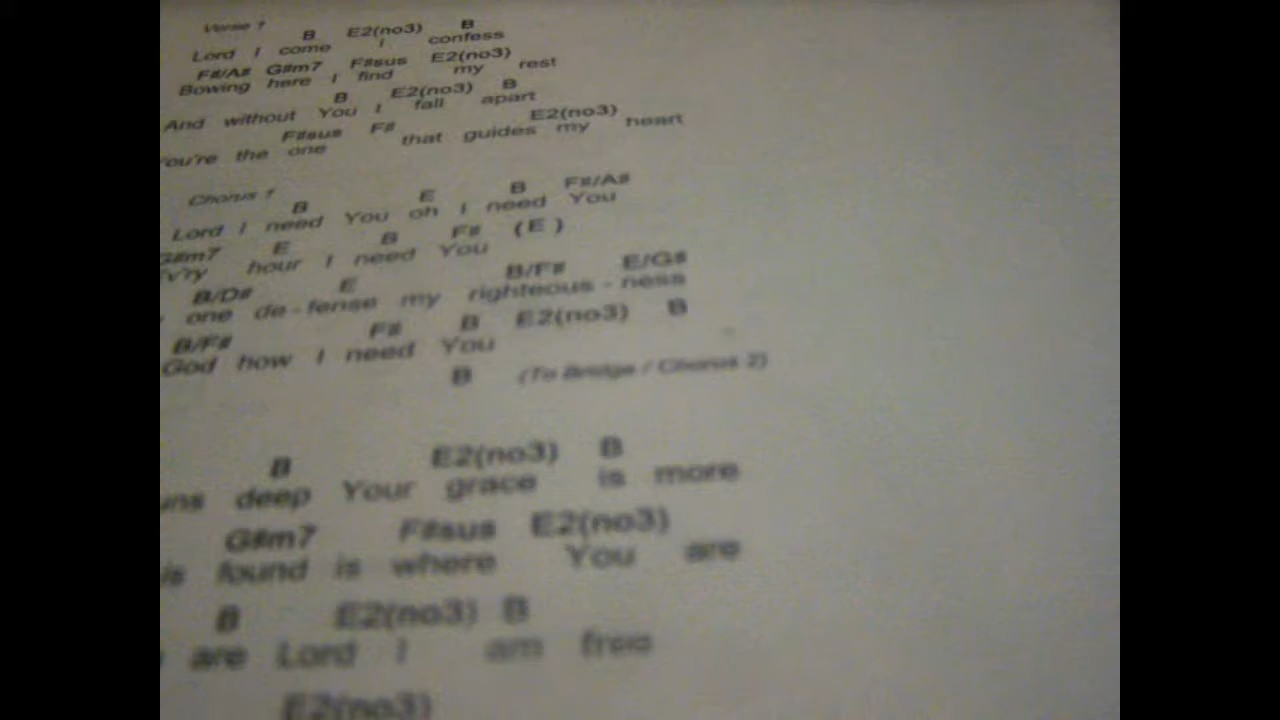 Verse 1
B E2(no3) B
Lord I come I confess
F#/A# G#m7 F#sus E2(no3)
Bowing here I find my rest
B E2(no3) B
And without You I fall apart
F#sus F# E2(no3)
You're the one that guides my heart
Chorus 1
B E B F#/A#
Lord I need You oh I need You
G#m7 E B F# (E)
Ev'ry hour I need You
B/D# E B/F# E/G#
one de-fense my righteous-ness
B/F# F# B E2(no3) B
God how I need You
B (To Bridge / Chorus 2)
B E2(no3) B
uns deep Your grace is more
G#m7 F#sus E2(no3)
is found is where You are
B E2(no3) B
are Lord I am free
E2(no3)